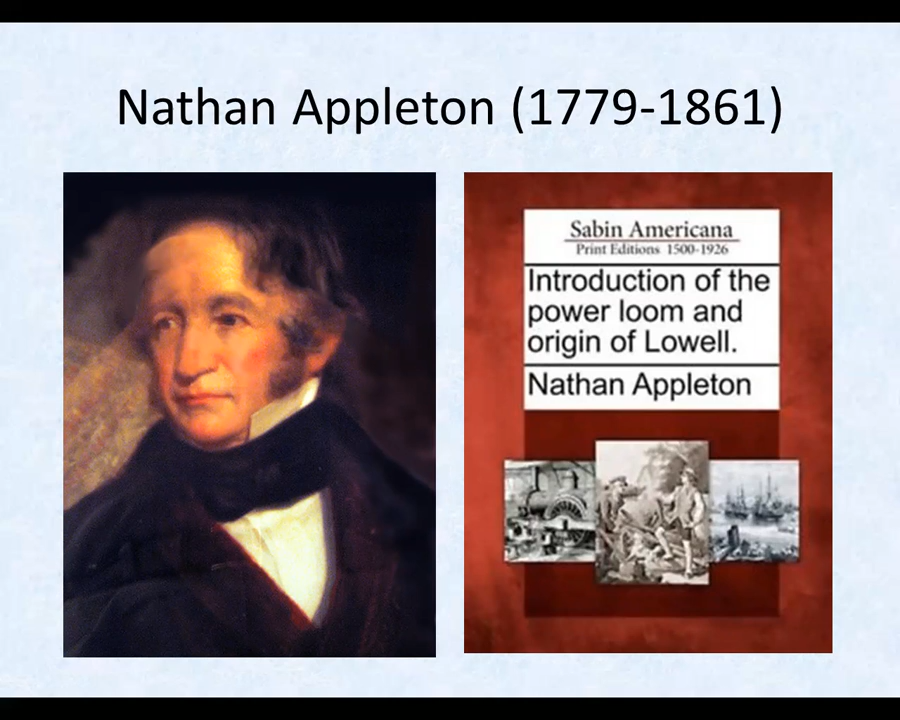 Nathan Appleton (1779-1861)
Sabin Americana
Print Editions 1500-1926
Introduction of the
power loom and
origin of Lowell.
Nathan Appleton